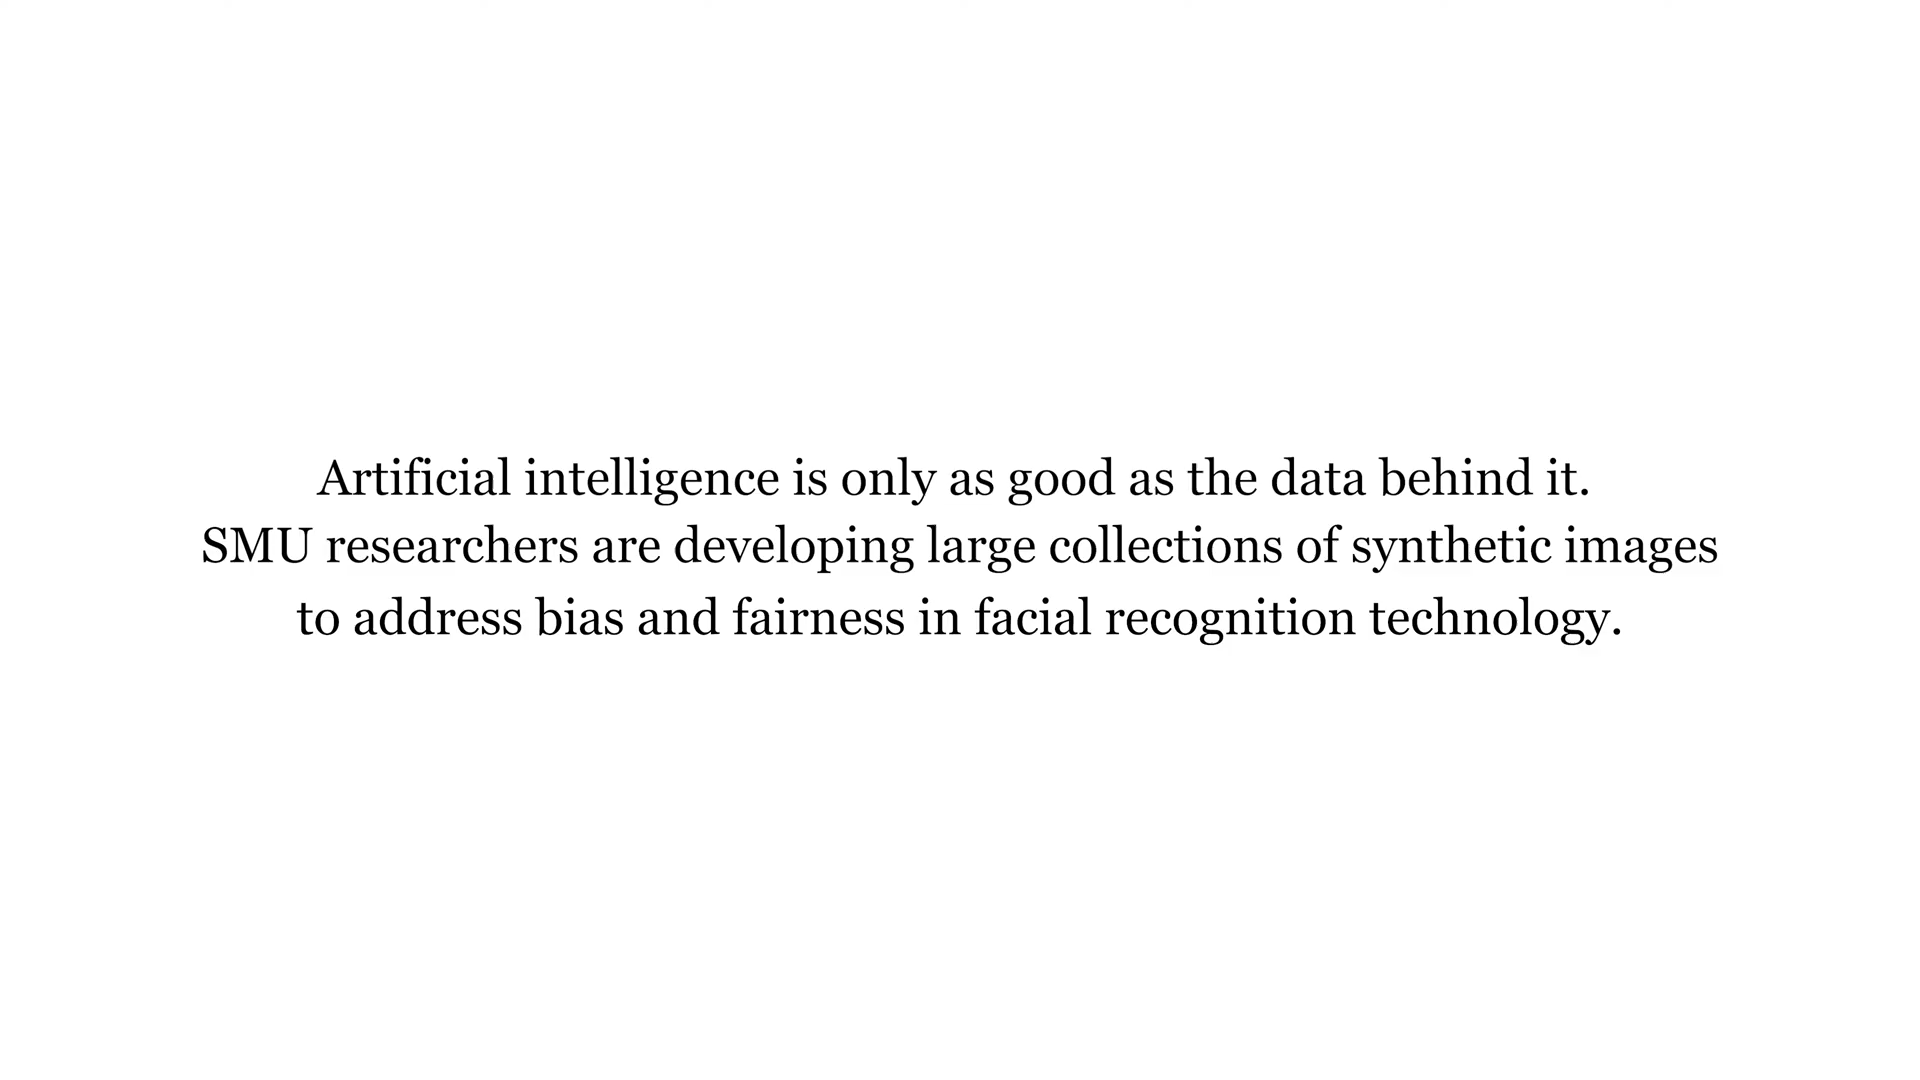 Artificial intelligence is only as good as the data behind it.
SMU researchers are developing large collections of synthetic images
to address bias and fairness in facial recognition technology.